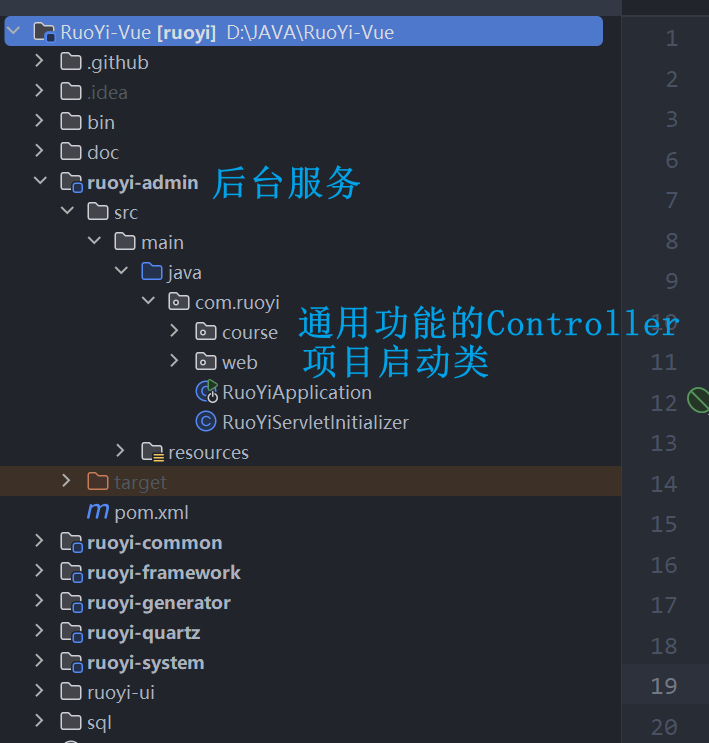 RuoYi-Vue [ruoyi] D:\JAVA\RuoYi-Vue
1
.github
2
.idea
3
bin
6
doc
ruoyi-admin 后台服务
7
src
8
main
9
java
com.ruoyi
10
course 通用功能的Controller
11
web 项目启动类
12
RuoYiApplication
13
RuoYiServletInitializer
resources
14
target
15
pom.xml
16
ruoyi-common
ruoyi-framework
17
ruoyi-generator
18
ruoyi-quartz
ruoyi-system
19
ruoyi-ui
20
sql